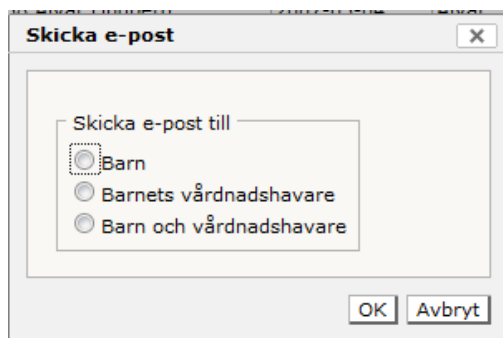 Skicka e-post
Skicka e-post till
Barn
Barnets vårdnadshavare
Barn och vårdnadshavare
OK Avbryt